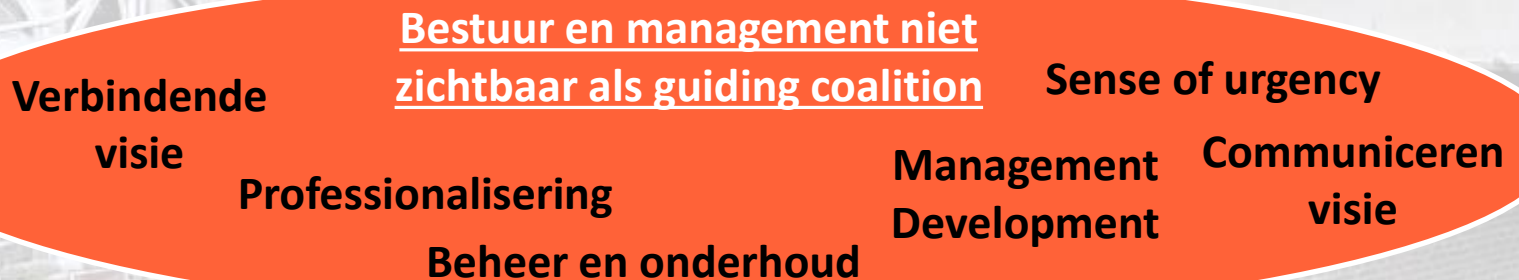 Bestuur en management niet
zichtbaar als guiding coalition
Verbindende
visie
Sense of urgency
Professionalisering
Management
Development
Communiceren
visie
Beheer en onderhoud